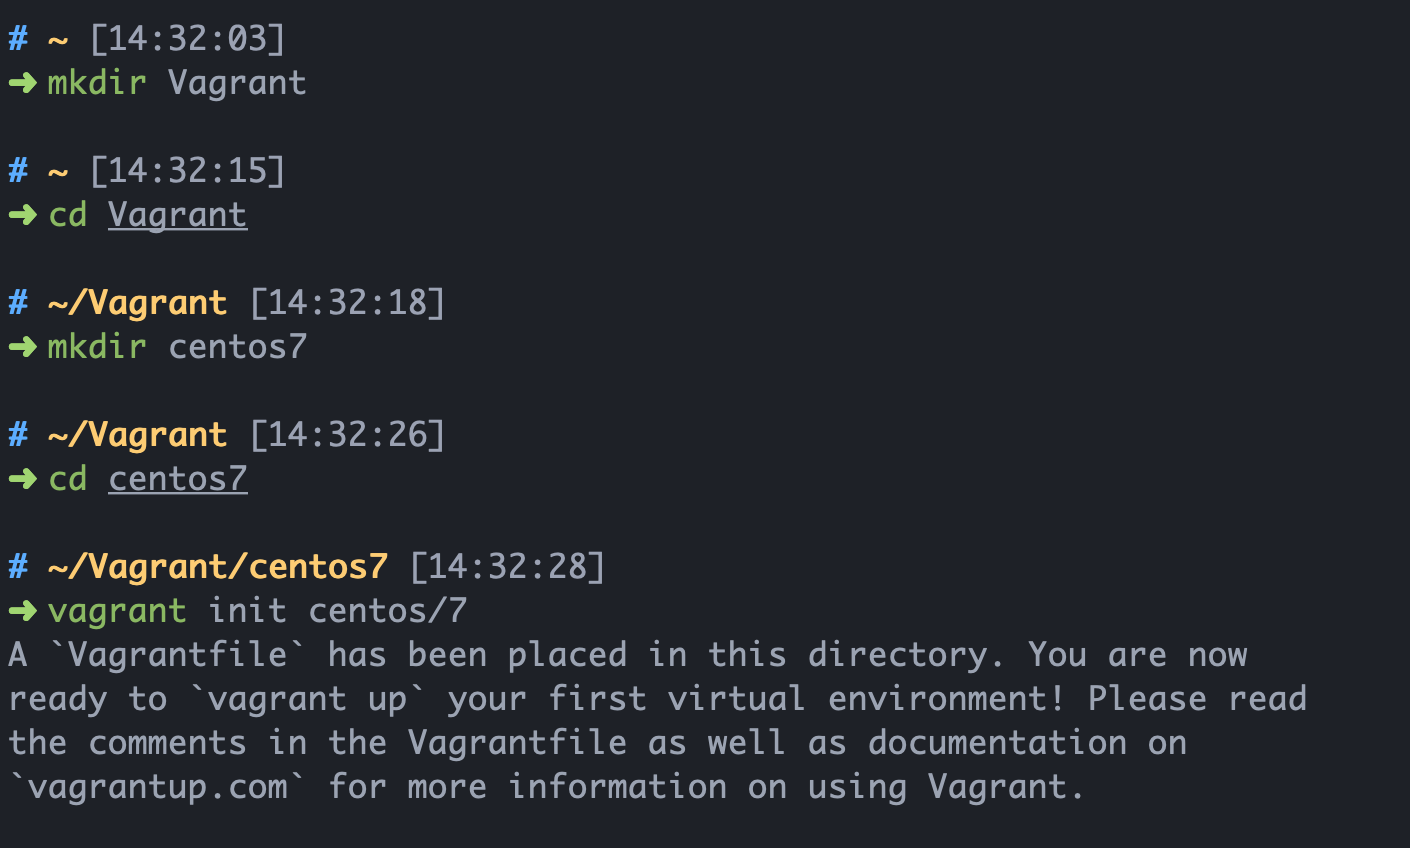 # ~ [14:32:03]
➜ mkdir Vagrant
# ~ [14:32:15]
➜ cd Vagrant
# ~/Vagrant [14:32:18]
➜ mkdir centos7
# ~/Vagrant [14:32:26]
➜ cd centos7
# ~/Vagrant/centos7 [14:32:28]
➜ vagrant init centos/7
A `Vagrantfile` has been placed in this directory. You are now
ready to `vagrant up` your first virtual environment! Please read
the comments in the Vagrantfile as well as documentation on
`vagrantup.com` for more information on using Vagrant.